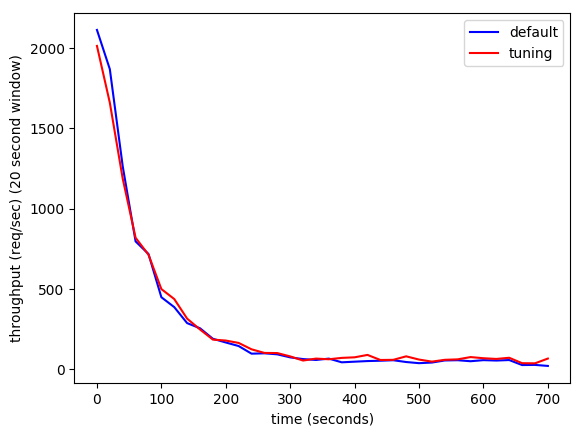 default
tuning
throughput (req/sec) (20 second window)
2000
1500
1000
500
0
0 100 200 300 400 500 600 700
time (seconds)